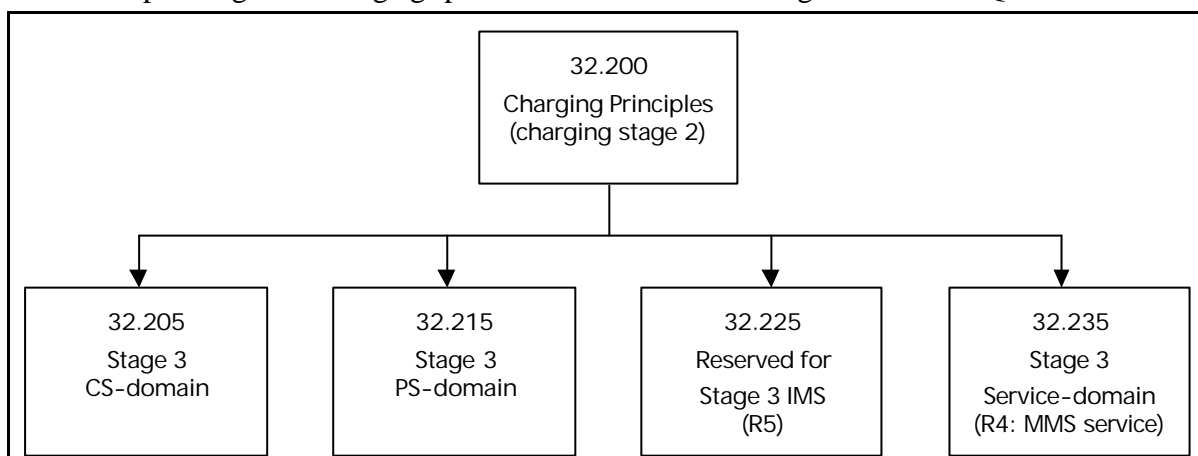 32.200
Charging Principles
(charging stage 2)
32.205
Stage 3
CS-domain
32.215
Stage 3
PS-domain
32.225
Reserved for
Stage 3 IMS
(R5)
32.235
Stage 3
Service-domain
(R4: MMS service)